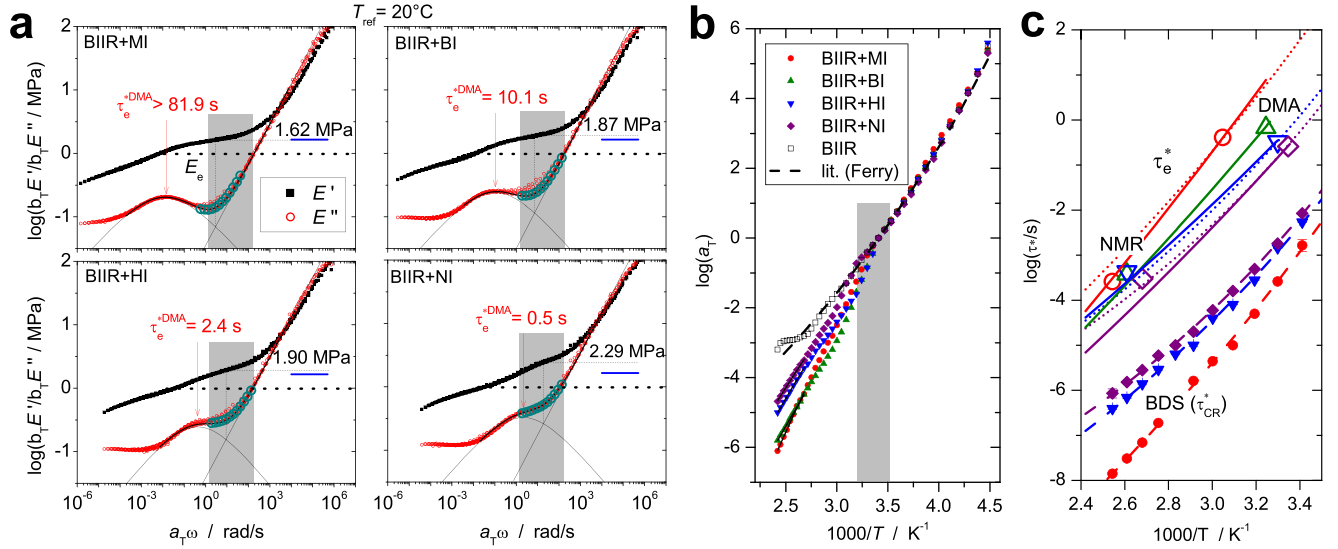 a
T_ref = 20°C
BIIR+MI
τ_e^*DMA > 81.9 s
1.62 MPa
E_e
E'
E''
BIIR+BI
τ_e^*DMA = 10.1 s
1.87 MPa
BIIR+HI
τ_e^*DMA = 2.4 s
1.90 MPa
BIIR+NI
τ_e^*DMA = 0.5 s
2.29 MPa
log(b_T E'/b_T E'' / MPa)
2
1
0
-1
log(b_T E'/b_T E'' / MPa)
2
1
0
-1
10^-6 10^-3 10^0 10^3 10^6
10^-6 10^-3 10^0 10^3 10^6
a_T ω / rad/s
a_T ω / rad/s
b
BIIR+MI
BIIR+BI
BIIR+HI
BIIR+NI
BIIR
lit. (Ferry)
log(a_T)
6
4
2
0
-2
-4
-6
2.5 3.0 3.5 4.0 4.5
1000/T / K^-1
c
DMA
τ_e^*
NMR
BDS (τ_CR^*)
log(τ*/s)
2
0
-2
-4
-6
-8
2.4 2.7 3.0 3.3
1000/T / K^-1